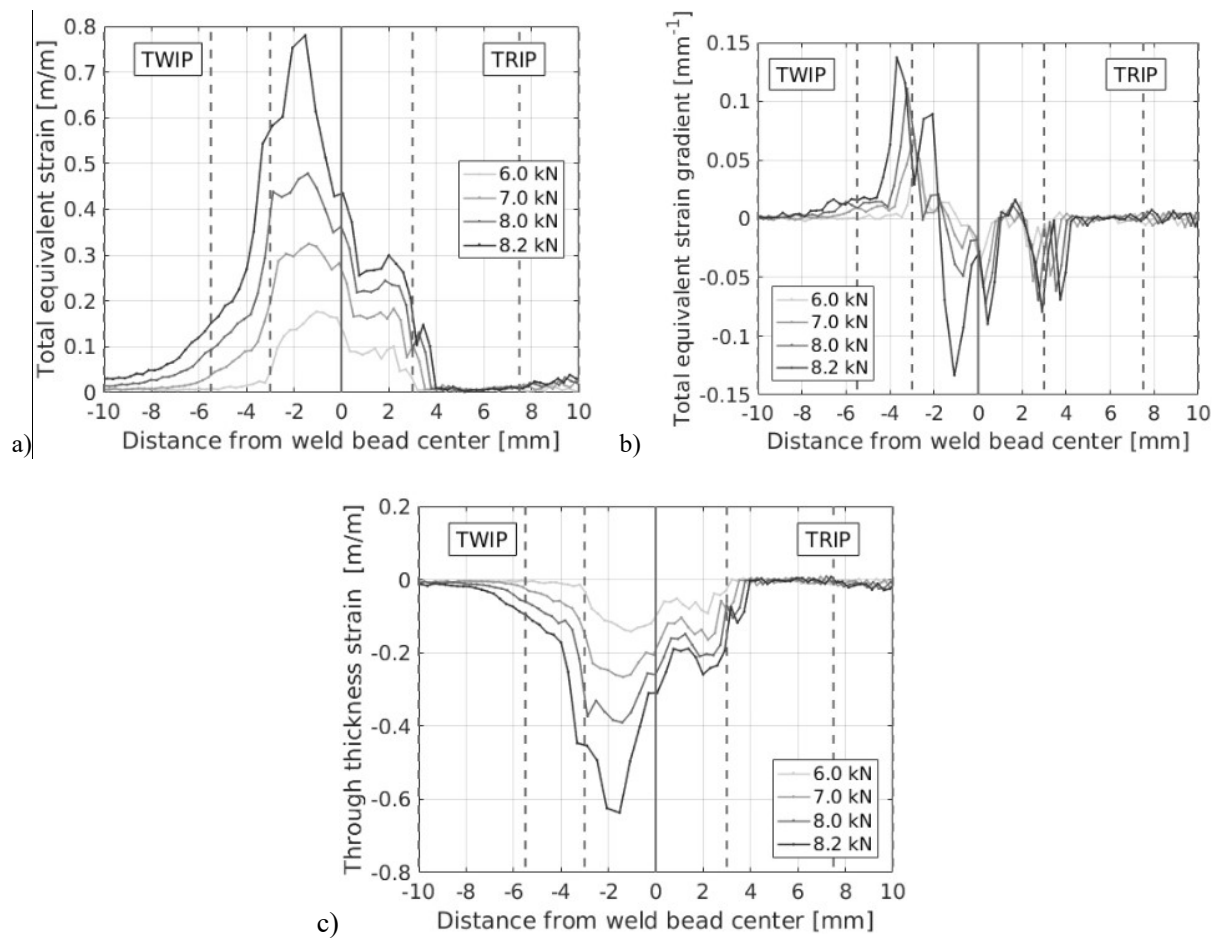 0.8
0.7
0.6
0.5
0.4
0.3
0.2
0.1
0
Total equivalent strain [m/m]
TWIP
TRIP
6.0 kN
7.0 kN
8.0 kN
8.2 kN
-10 -8 -6 -4 -2 0 2 4 6 8 10
Distance from weld bead center [mm]
a)
0.15
0.1
0.05
0
-0.05
-0.1
-0.15
Total equivalent strain gradient [mm⁻¹]
TWIP
TRIP
6.0 kN
7.0 kN
8.0 kN
8.2 kN
-10 -8 -6 -4 -2 0 2 4 6 8 10
Distance from weld bead center [mm]
b)
0.2
0
-0.2
-0.4
-0.6
-0.8
Through thickness strain [m/m]
TWIP
TRIP
6.0 kN
7.0 kN
8.0 kN
8.2 kN
-10 -8 -6 -4 -2 0 2 4 6 8 10
Distance from weld bead center [mm]
c)